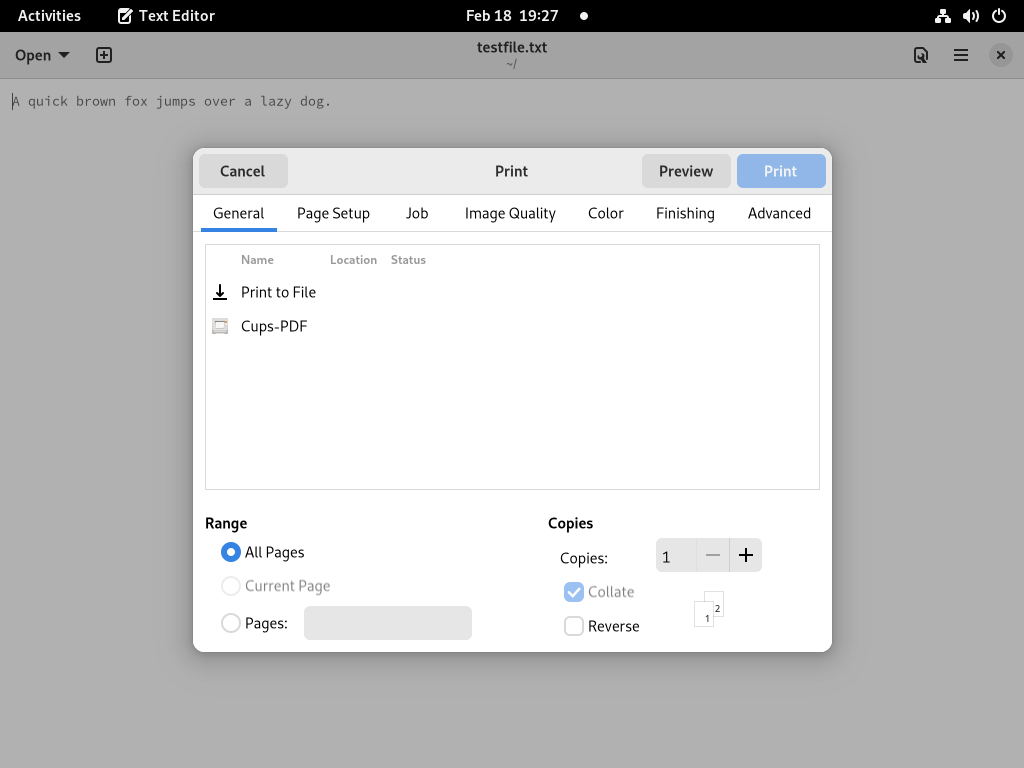 Activities Text Editor Feb 18 19:27
Open testfile.txt
~/
A quick brown fox jumps over a lazy dog.
Cancel Print Preview Print
General Page Setup Job Image Quality Color Finishing Advanced
Name Location Status
Print to File
Cups-PDF
Range Copies
All Pages Copies: 1
Current Page Collate
Pages: Reverse
1 2